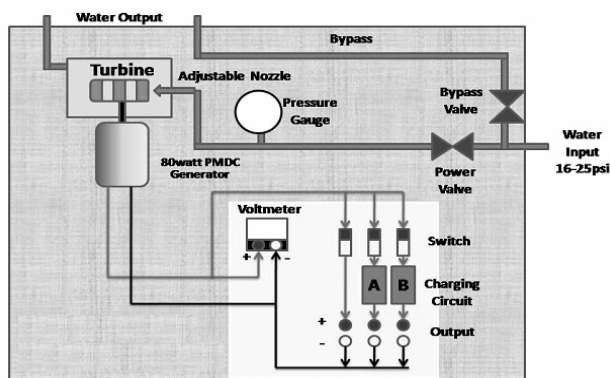 Water Output
Bypass
Turbine
Adjustable Nozzle
Pressure
Gauge
Bypass
Valve
Water
Input
16-25psi
Power
Valve
80watt PMDC
Generator
Voltmeter
+
-
Switch
A
B
Charging
Circuit
+
Output
-